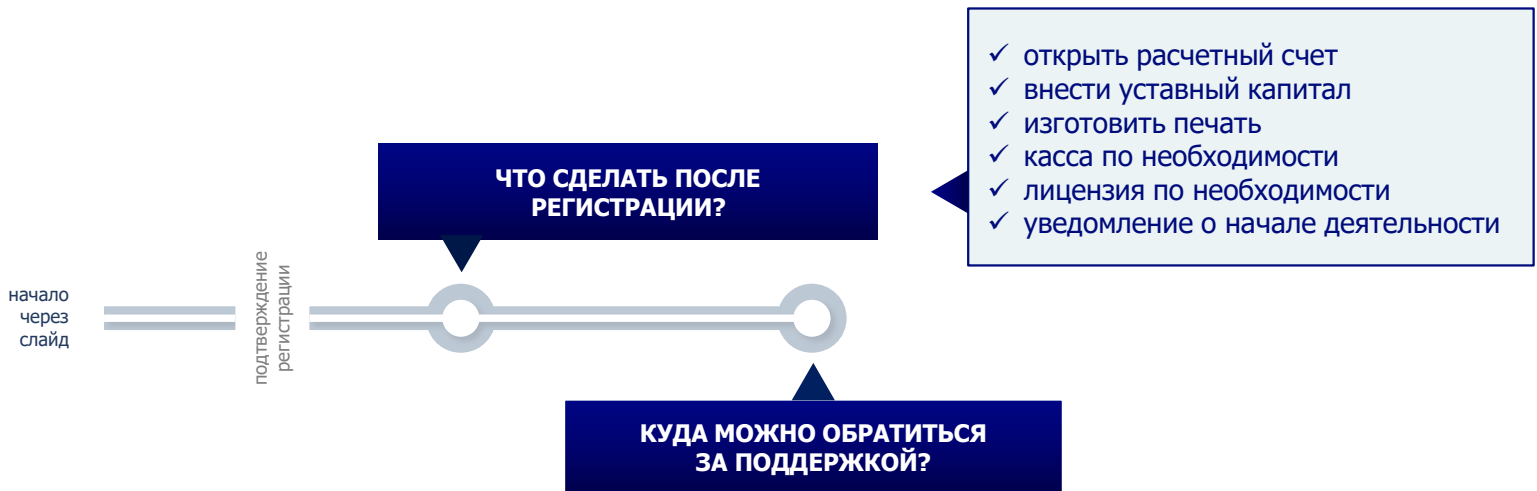 ✓ открыть расчетный счет
✓ внести уставный капитал
✓ изготовить печать
✓ касса по необходимости
✓ лицензия по необходимости
✓ уведомление о начале деятельности
ЧТО СДЕЛАТЬ ПОСЛЕ
РЕГИСТРАЦИИ?
начало
через
слайд
подтверждение
регистрации
КУДА МОЖНО ОБРАТИТЬСЯ
ЗА ПОДДЕРЖКОЙ?